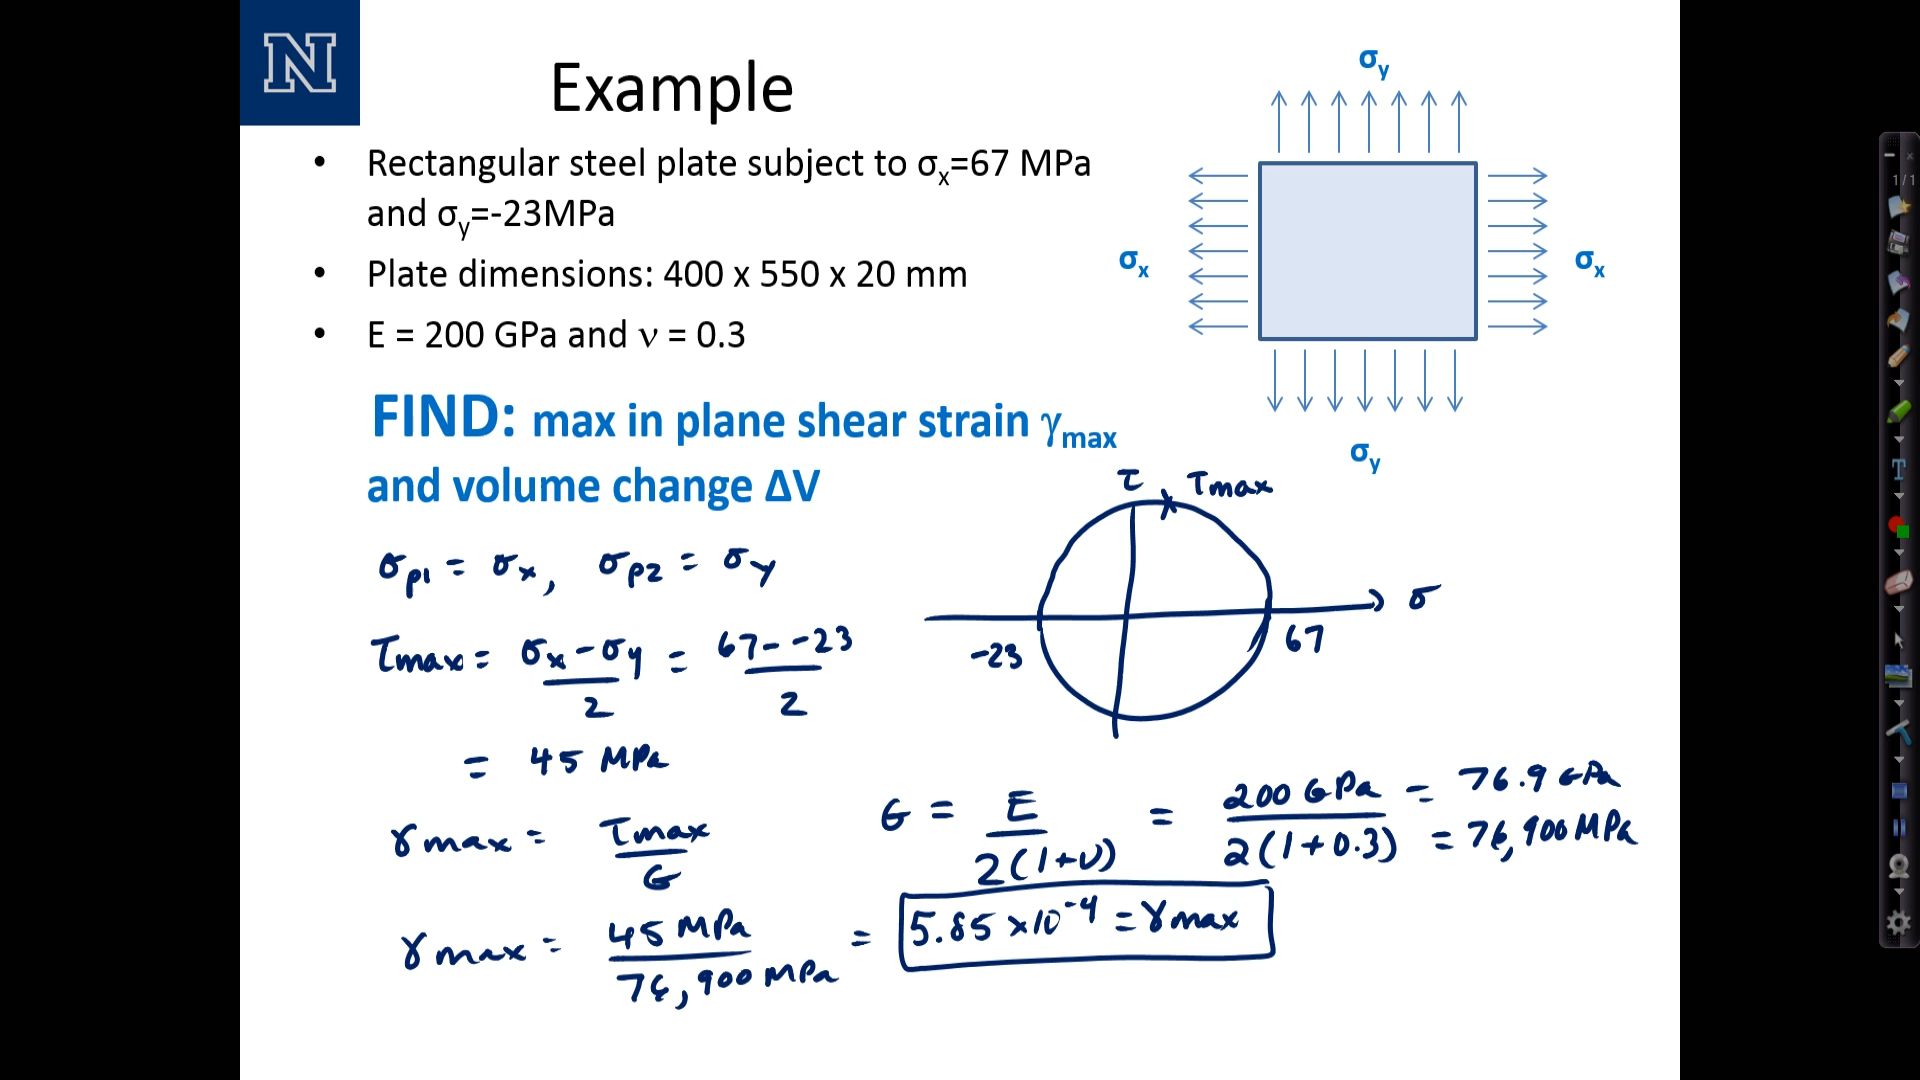 N
Example
• Rectangular steel plate subject to σx=67 MPa
and σy=-23MPa
• Plate dimensions: 400 x 550 x 20 mm
• E = 200 GPa and ν = 0.3
FIND: max in plane shear strain γmax
and volume change ΔV
σy
σx
σx
σy
τ τmax
σ
-23
67
σp1 = σx, σp2 = σy
τmax = σx - σy / 2 = 67 - -23 / 2
= 45 MPa
γmax = τmax / G
G = E / 2(1+ν) = 200 GPa / 2(1+0.3) = 76.9 GPa
= 76,900 MPa
γmax = 45 MPa / 76,900 MPa = 5.85 x 10⁻⁴ = γmax
1/1
T